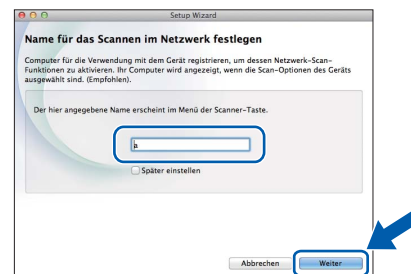 Setup Wizard
Name für das Scannen im Netzwerk festlegen
Computer für die Verwendung mit dem Gerät registrieren, um dessen Netzwerk-Scan-
Funktionen zu aktivieren. Ihr Computer wird angezeigt, wenn die Scan-Optionen des Geräts
ausgewählt sind. (Empfohlen).
Der hier angegebene Name erscheint im Menü der Scanner-Taste.
a
Später einstellen
Abbrechen Weiter